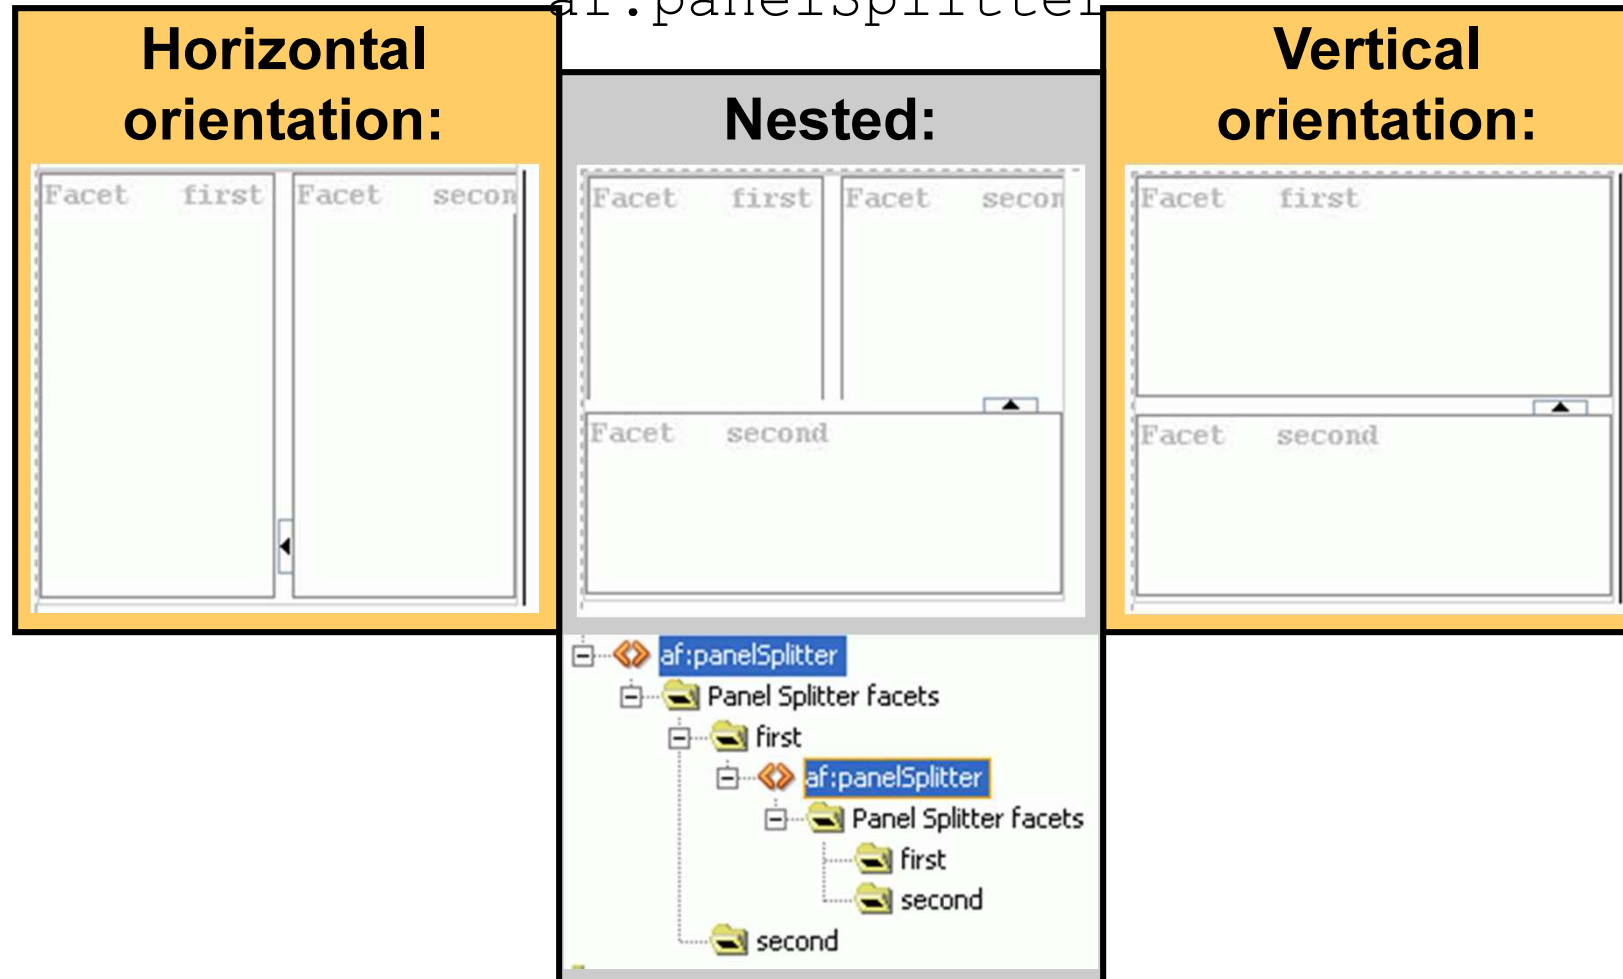 af:panelSplitter
Horizontal
orientation:
Facet first
Facet secon
Nested:
Facet first
Facet secon
Facet second
af:panelSplitter
Panel Splitter facets
first
af:panelSplitter
Panel Splitter facets
first
second
second
Vertical
orientation:
Facet first
Facet second